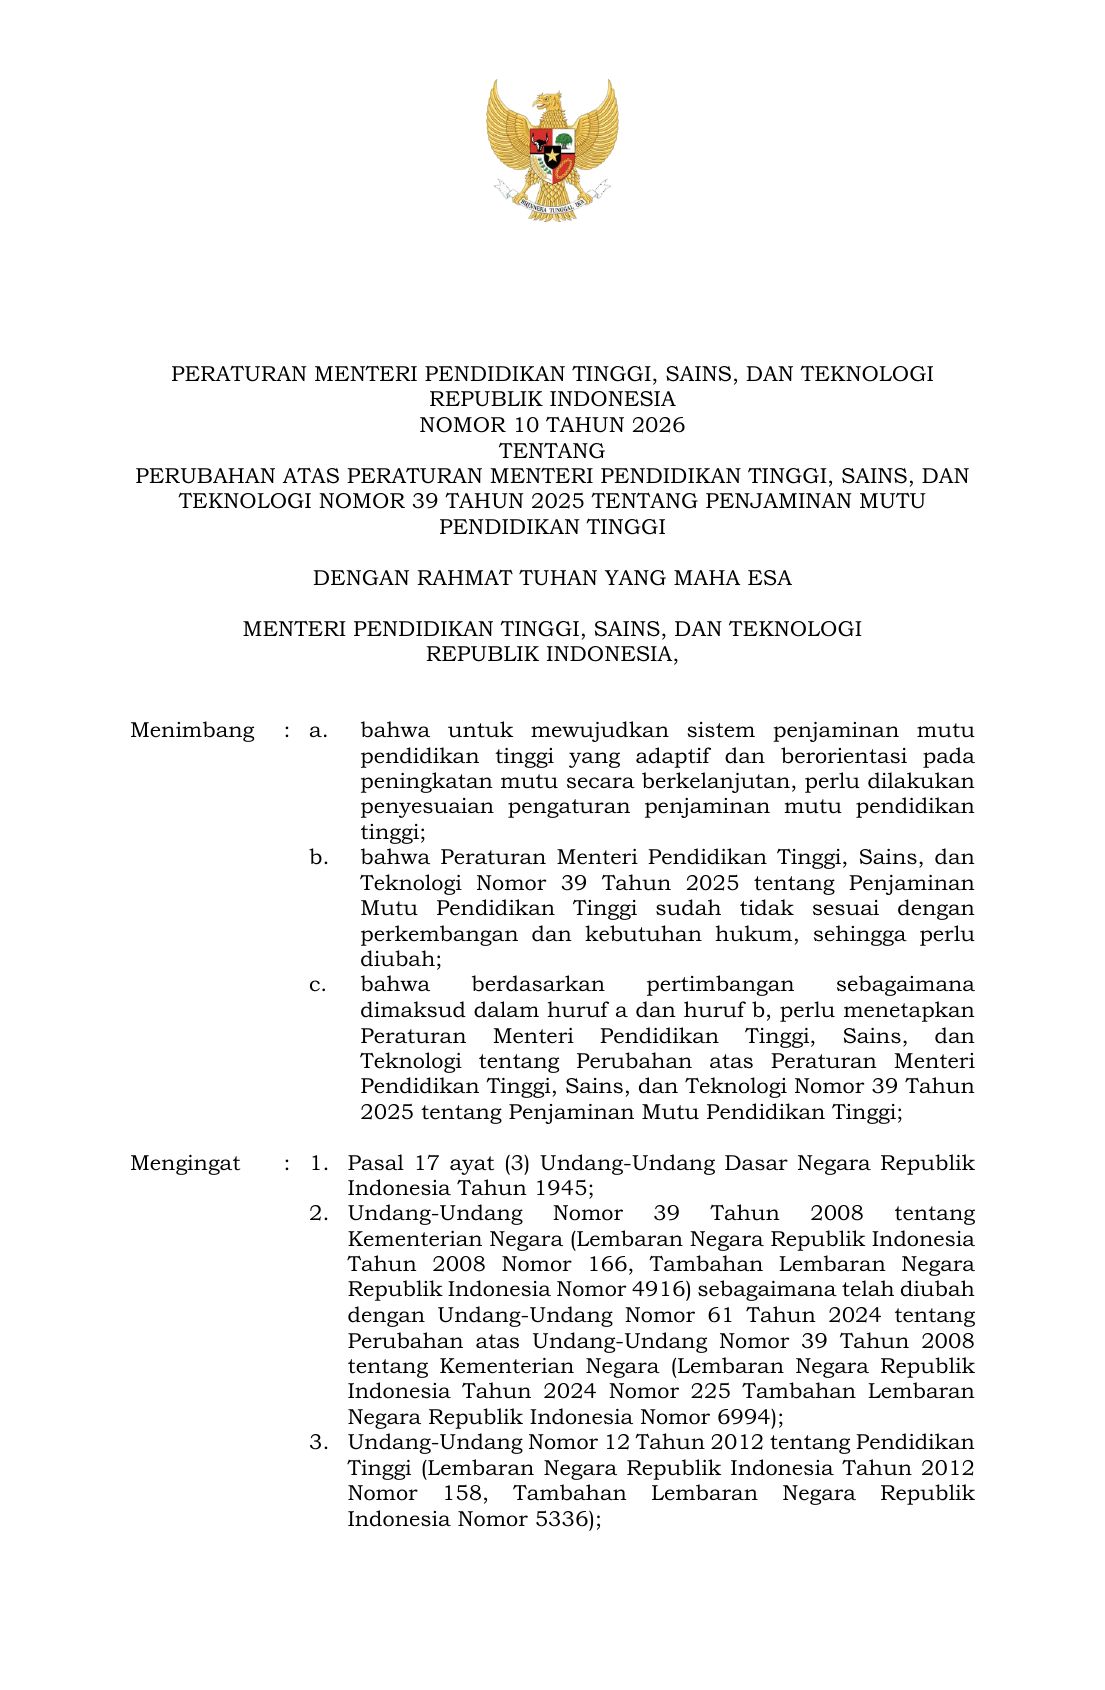 BHINNEKA TUNGGAL IKA
PERATURAN MENTERI PENDIDIKAN TINGGI, SAINS, DAN TEKNOLOGI
REPUBLIK INDONESIA
NOMOR 10 TAHUN 2026
TENTANG
PERUBAHAN ATAS PERATURAN MENTERI PENDIDIKAN TINGGI, SAINS, DAN
TEKNOLOGI NOMOR 39 TAHUN 2025 TENTANG PENJAMINAN MUTU
PENDIDIKAN TINGGI
DENGAN RAHMAT TUHAN YANG MAHA ESA
MENTERI PENDIDIKAN TINGGI, SAINS, DAN TEKNOLOGI
REPUBLIK INDONESIA,
Menimbang : a. bahwa untuk mewujudkan sistem penjaminan mutu
pendidikan tinggi yang adaptif dan berorientasi pada
peningkatan mutu secara berkelanjutan, perlu dilakukan
penyesuaian pengaturan penjaminan mutu pendidikan
tinggi;
b. bahwa Peraturan Menteri Pendidikan Tinggi, Sains, dan
Teknologi Nomor 39 Tahun 2025 tentang Penjaminan
Mutu Pendidikan Tinggi sudah tidak sesuai dengan
perkembangan dan kebutuhan hukum, sehingga perlu
diubah;
c. bahwa berdasarkan pertimbangan sebagaimana
dimaksud dalam huruf a dan huruf b, perlu menetapkan
Peraturan Menteri Pendidikan Tinggi, Sains, dan
Teknologi tentang Perubahan atas Peraturan Menteri
Pendidikan Tinggi, Sains, dan Teknologi Nomor 39 Tahun
2025 tentang Penjaminan Mutu Pendidikan Tinggi;
Mengingat : 1. Pasal 17 ayat (3) Undang-Undang Dasar Negara Republik
Indonesia Tahun 1945;
2. Undang-Undang Nomor 39 Tahun 2008 tentang
Kementerian Negara (Lembaran Negara Republik Indonesia
Tahun 2008 Nomor 166, Tambahan Lembaran Negara
Republik Indonesia Nomor 4916) sebagaimana telah diubah
dengan Undang-Undang Nomor 61 Tahun 2024 tentang
Perubahan atas Undang-Undang Nomor 39 Tahun 2008
tentang Kementerian Negara (Lembaran Negara Republik
Indonesia Tahun 2024 Nomor 225 Tambahan Lembaran
Negara Republik Indonesia Nomor 6994);
3. Undang-Undang Nomor 12 Tahun 2012 tentang Pendidikan
Tinggi (Lembaran Negara Republik Indonesia Tahun 2012
Nomor 158, Tambahan Lembaran Negara Republik
Indonesia Nomor 5336);